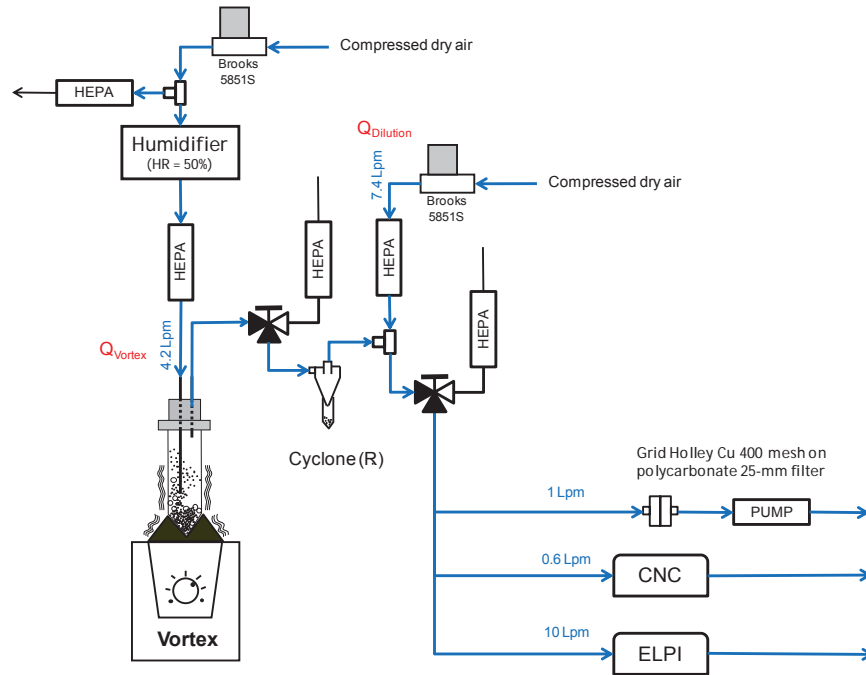 Compressed dry air
Brooks
5851S
HEPA
Humidifier
(HR = 50%)
QDilution
7.4 Lpm
Compressed dry air
Brooks
5851S
HEPA
HEPA
HEPA
HEPA
QVortex
4.2 Lpm
Cyclone (R)
Grid Holley Cu 400 mesh on
polycarbonate 25-mm filter
1 Lpm
PUMP
0.6 Lpm
CNC
10 Lpm
ELPI
Vortex